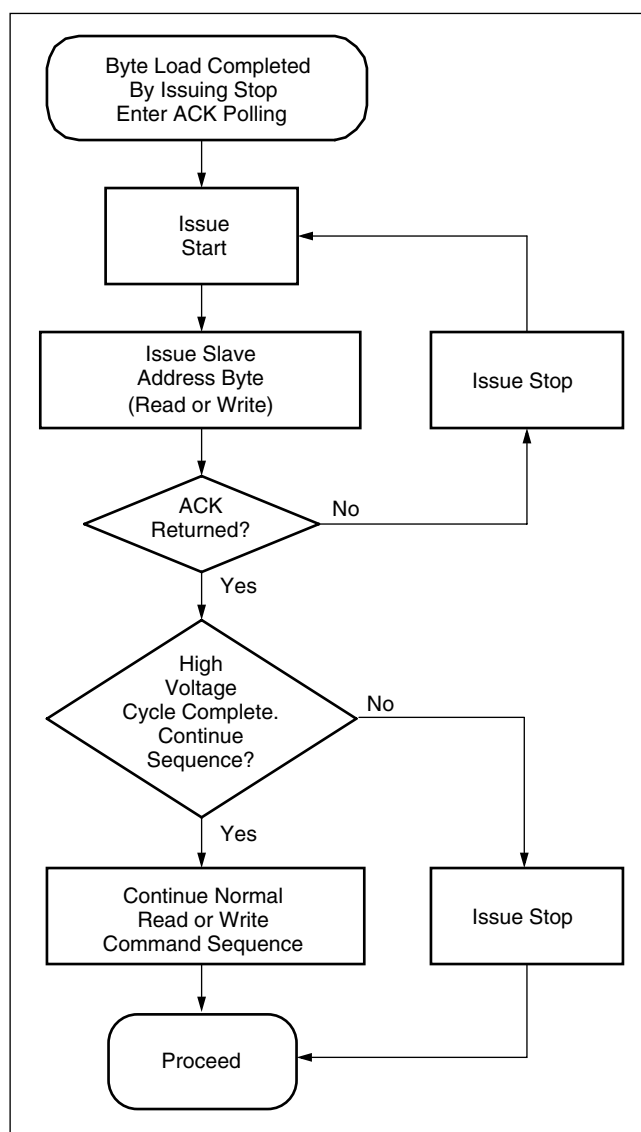 Byte Load Completed
By Issuing Stop
Enter ACK Polling
Issue
Start
Issue Slave
Address Byte
(Read or Write)
Issue Stop
ACK
Returned?
No
Yes
High
Voltage
Cycle Complete.
Continue
Sequence?
No
Yes
Continue Normal
Read or Write
Command Sequence
Issue Stop
Proceed